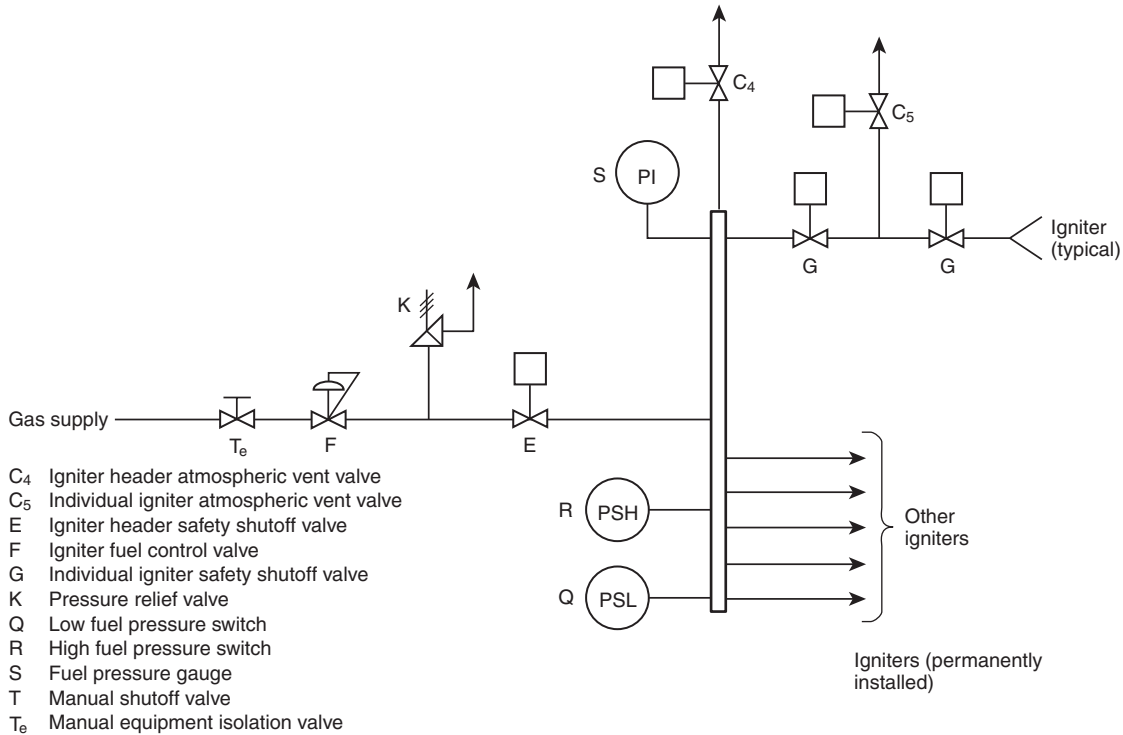 C4
C5
S
PI
G
G
Igniter
(typical)
K
Gas supply
Te
F
E
C4 Igniter header atmospheric vent valve
C5 Individual igniter atmospheric vent valve
E Igniter header safety shutoff valve
F Igniter fuel control valve
G Individual igniter safety shutoff valve
K Pressure relief valve
Q Low fuel pressure switch
R High fuel pressure switch
S Fuel pressure gauge
T Manual shutoff valve
Te Manual equipment isolation valve
R
PSH
Q
PSL
Other
igniters
Igniters (permanently
installed)